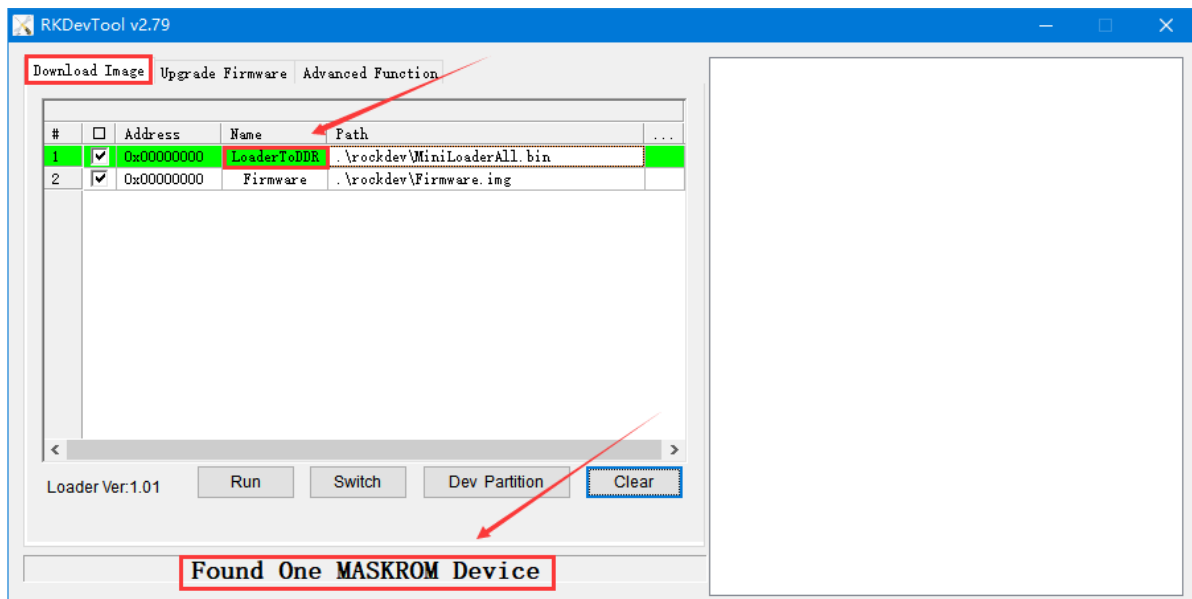 RKDevTool v2.79
Download Image Upgrade Firmware Advanced Function
# Address Name Path ...
1 0x00000000 LoaderToDDR .\rockdev\MiniLoaderAll.bin
2 0x00000000 Firmware .\rockdev\Firmware.img
Loader Ver:1.01 Run Switch Dev Partition Clear
Found One MASKROM Device